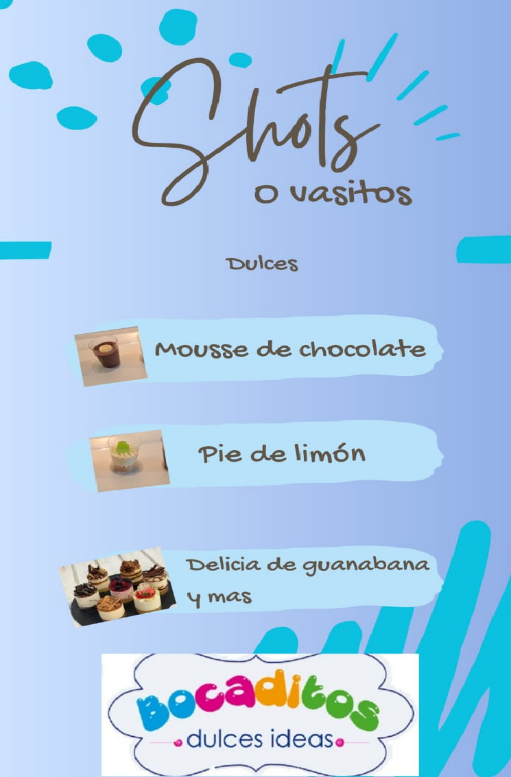 Shots
o vasitos
Dulces
Mousse de chocolate
Pie de limón
Delicia de guanabana
y mas
Bocaditos
dulces ideas